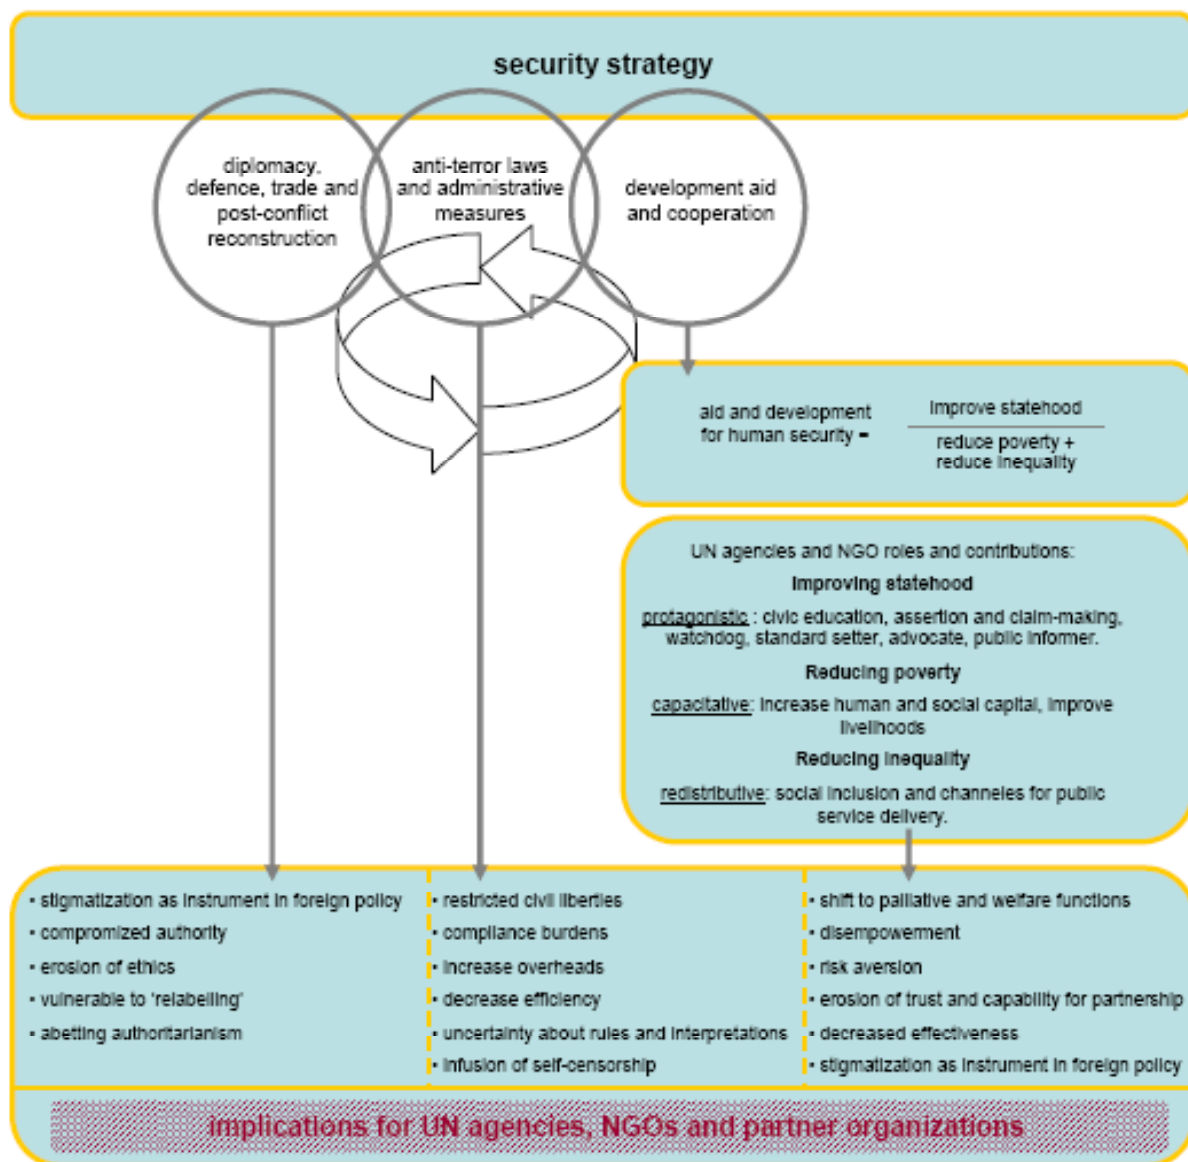 security strategy
diplomacy,
defence, trade and
post-conflict
reconstruction
anti-terror laws
and administrative
measures
development aid
and cooperation
aid and development
for human security =
Improve statehood
reduce poverty +
reduce Inequality
UN agencies and NGO roles and contributions:
Improving statehood
protagonistic : civic education, assertion and claim-making,
watchdog, standard setter, advocate, public informer.
Reducing poverty
capacitative: Increase human and social capital, Improve
livelihoods
Reducing Inequality
redistributive: social Inclusion and channeles for public
service delivery.
▪ stigmatization as Instrument In foreign policy
▪ compromized authority
▪ erosion of ethics
▪ vulnerable to 'relabelling'
▪ abetting authoritarianism
▪ restricted civil liberties
▪ compliance burdens
▪ Increase overheads
▪ decrease efficiency
▪ uncertainty about rules and Interpretations
▪ Infusion of self-censorship
▪ shift to palliative and welfare functions
▪ disempowerment
▪ risk aversion
▪ erosion of trust and capability for partnership
▪ decreased effectiveness
▪ stigmatization as Instrument In foreign policy
implications for UN agencies, NGOs and partner organizations